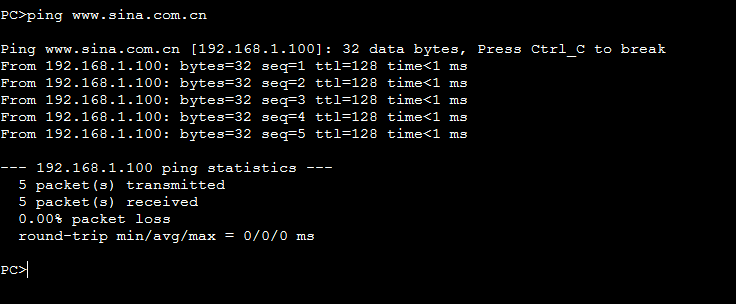 PC>ping www.sina.com.cn
Ping www.sina.com.cn [192.168.1.100]: 32 data bytes, Press Ctrl_C to break
From 192.168.1.100: bytes=32 seq=1 ttl=128 time<1 ms
From 192.168.1.100: bytes=32 seq=2 ttl=128 time<1 ms
From 192.168.1.100: bytes=32 seq=3 ttl=128 time<1 ms
From 192.168.1.100: bytes=32 seq=4 ttl=128 time<1 ms
From 192.168.1.100: bytes=32 seq=5 ttl=128 time<1 ms
--- 192.168.1.100 ping statistics ---
5 packet(s) transmitted
5 packet(s) received
0.00% packet loss
round-trip min/avg/max = 0/0/0 ms
PC>